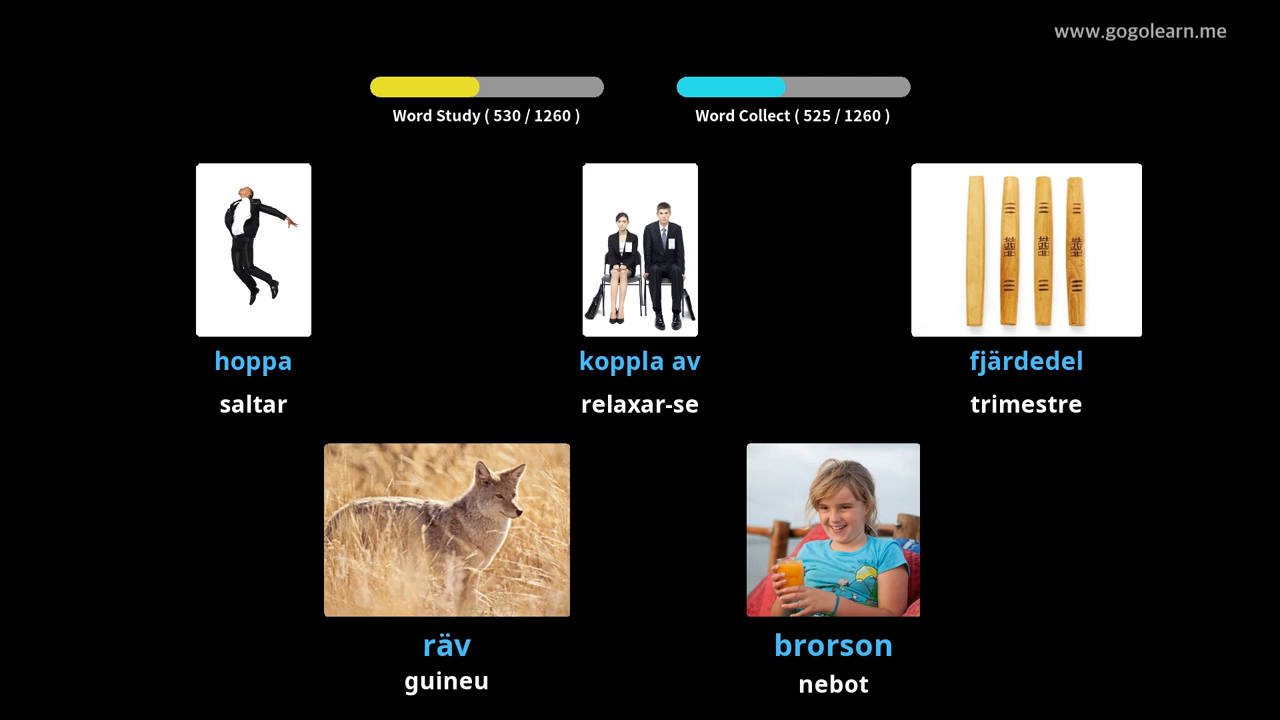 www.gogolearn.me
Word Study ( 530 / 1260 )
Word Collect ( 525 / 1260 )
hoppa
saltar
koppla av
relaxar-se
fjärdedel
trimestre
räv
guineu
brorson
nebot